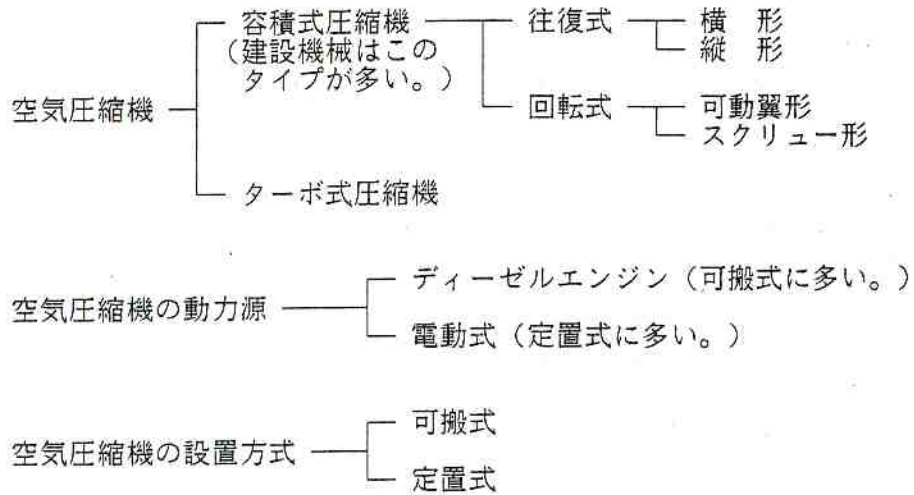 容積式圧縮機 往復式 横 形
(建設機械はこの 縦 形
タイプが多い。)
空気圧縮機 回転式 可動翼形
スクリュー形
ターボ式圧縮機
ディーゼルエンジン(可搬式に多い。)
空気圧縮機の動力源
電動式(定置式に多い。)
可搬式
空気圧縮機の設置方式
定置式